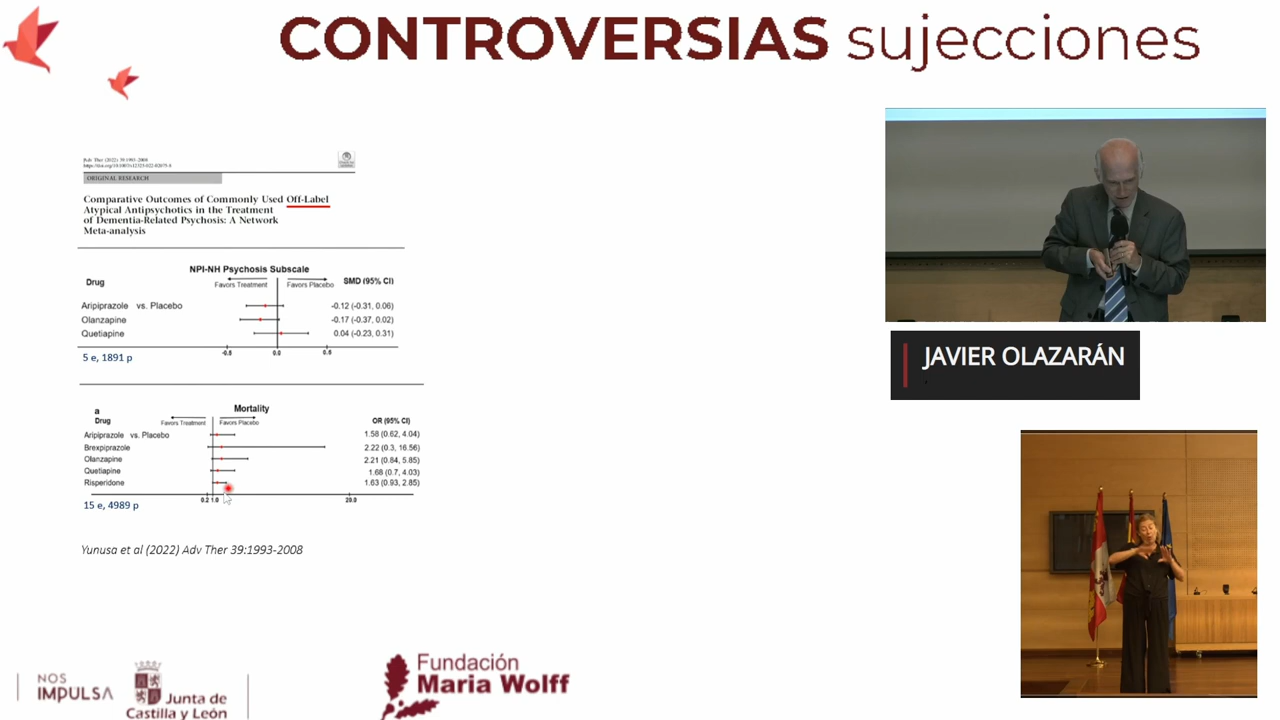 CONTROVERSIAS sujecciones
Adv Ther (2022) 39:1993–2008
ORIGINAL RESEARCH
Comparative Outcomes of Commonly Used Off-Label
Atypical Antipsychotics in the Treatment
of Dementia-Related Psychosis: A Network
Meta-analysis
NPI-NH Psychosis Subscale
Drug
Favors Treatment
Favors Placebo
SMD (95% CI)
Aripiprazole vs. Placebo -0.12 (-0.31, 0.06)
Olanzapine -0.17 (-0.37, 0.02)
Quetiapine 0.04 (-0.23, 0.31)
0.0
5 e, 1891 p
a
Mortality
Drug
Favors Treatment
Favors Placebo
OR (95% CI)
Aripiprazole vs. Placebo 1.58 (0.62, 4.04)
Brexpiprazole 2.22 (0.3, 16.56)
Olanzapine 2.21 (0.84, 5.85)
Quetiapine 1.68 (0.7, 4.03)
Risperidone 1.63 (0.93, 2.85)
0.2 1.0 20.0
15 e, 4989 p
Yunusa et al (2022) Adv Ther 39:1993-2008
JAVIER OLAZARÁN
NOS
IMPULSA
Junta de
Castilla y León
Fundación
Maria Wolff